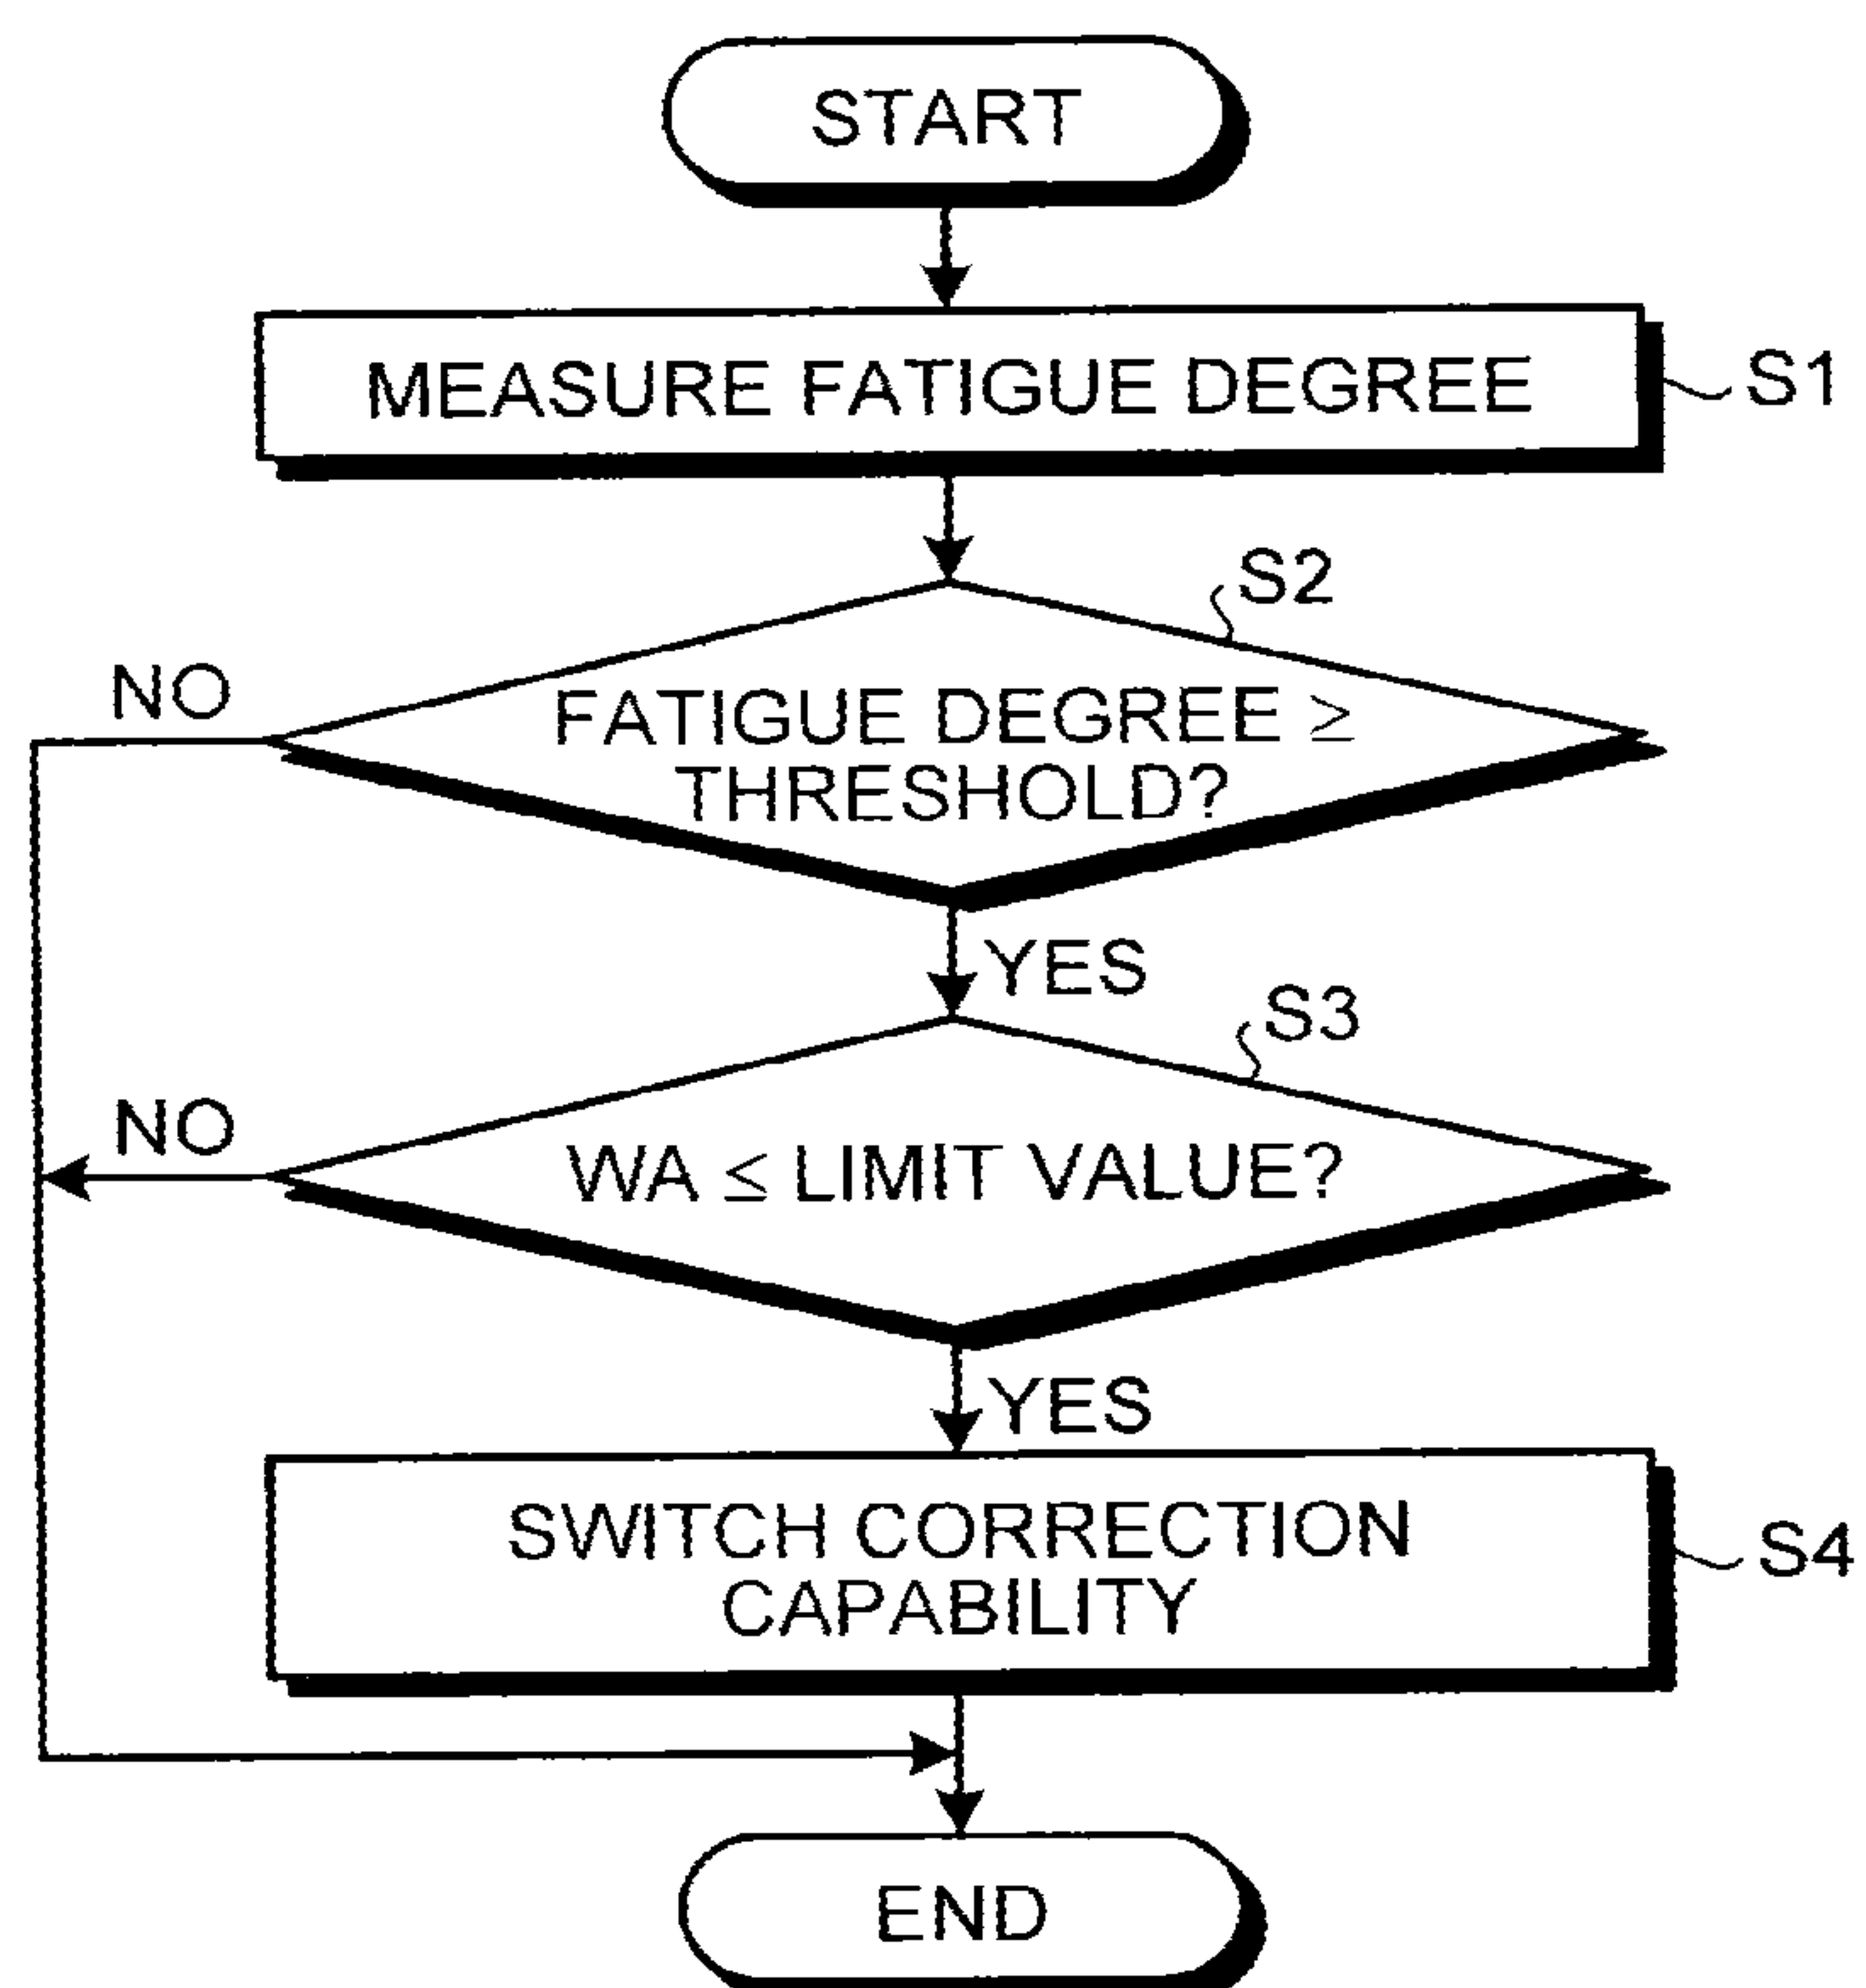 START
MEASURE FATIGUE DEGREE
S1
S2
NO
FATIGUE DEGREE ≥
THRESHOLD?
YES
S3
NO
WA ≤ LIMIT VALUE?
YES
SWITCH CORRECTION
CAPABILITY
S4
END